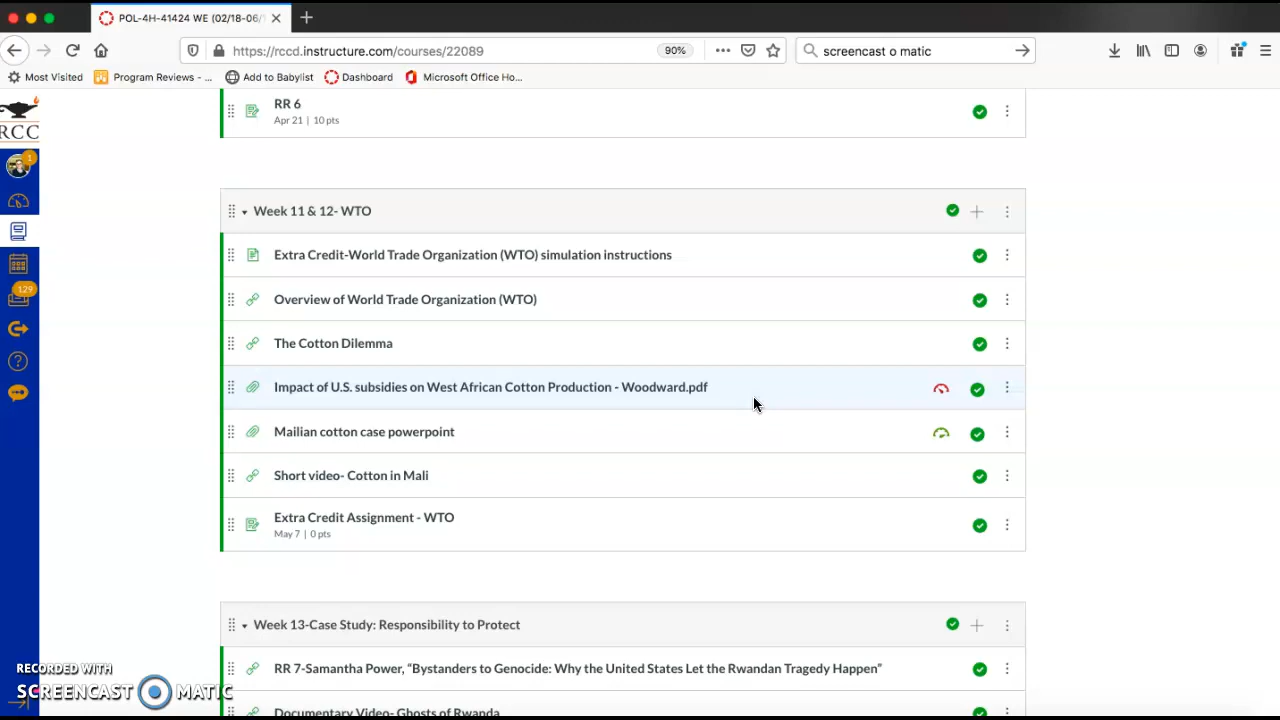 POL-4H-41424 WE (02/18-06/
https://rccd.instructure.com/courses/22089
90%
screencast o matic
Most Visited
Program Reviews - ...
Add to Babylist
Dashboard
Microsoft Office Ho...
RCC
1
129
RR 6
Apr 21 | 10 pts
Week 11 & 12- WTO
Extra Credit-World Trade Organization (WTO) simulation instructions
Overview of World Trade Organization (WTO)
The Cotton Dilemma
Impact of U.S. subsidies on West African Cotton Production - Woodward.pdf
Mailian cotton case powerpoint
Short video- Cotton in Mali
Extra Credit Assignment - WTO
May 7 | 0 pts
Week 13-Case Study: Responsibility to Protect
RR 7-Samantha Power, “Bystanders to Genocide: Why the United States Let the Rwandan Tragedy Happen”
Documentary Video- Ghosts of Rwanda
RECORDED WITH
SCREENCAST MATIC